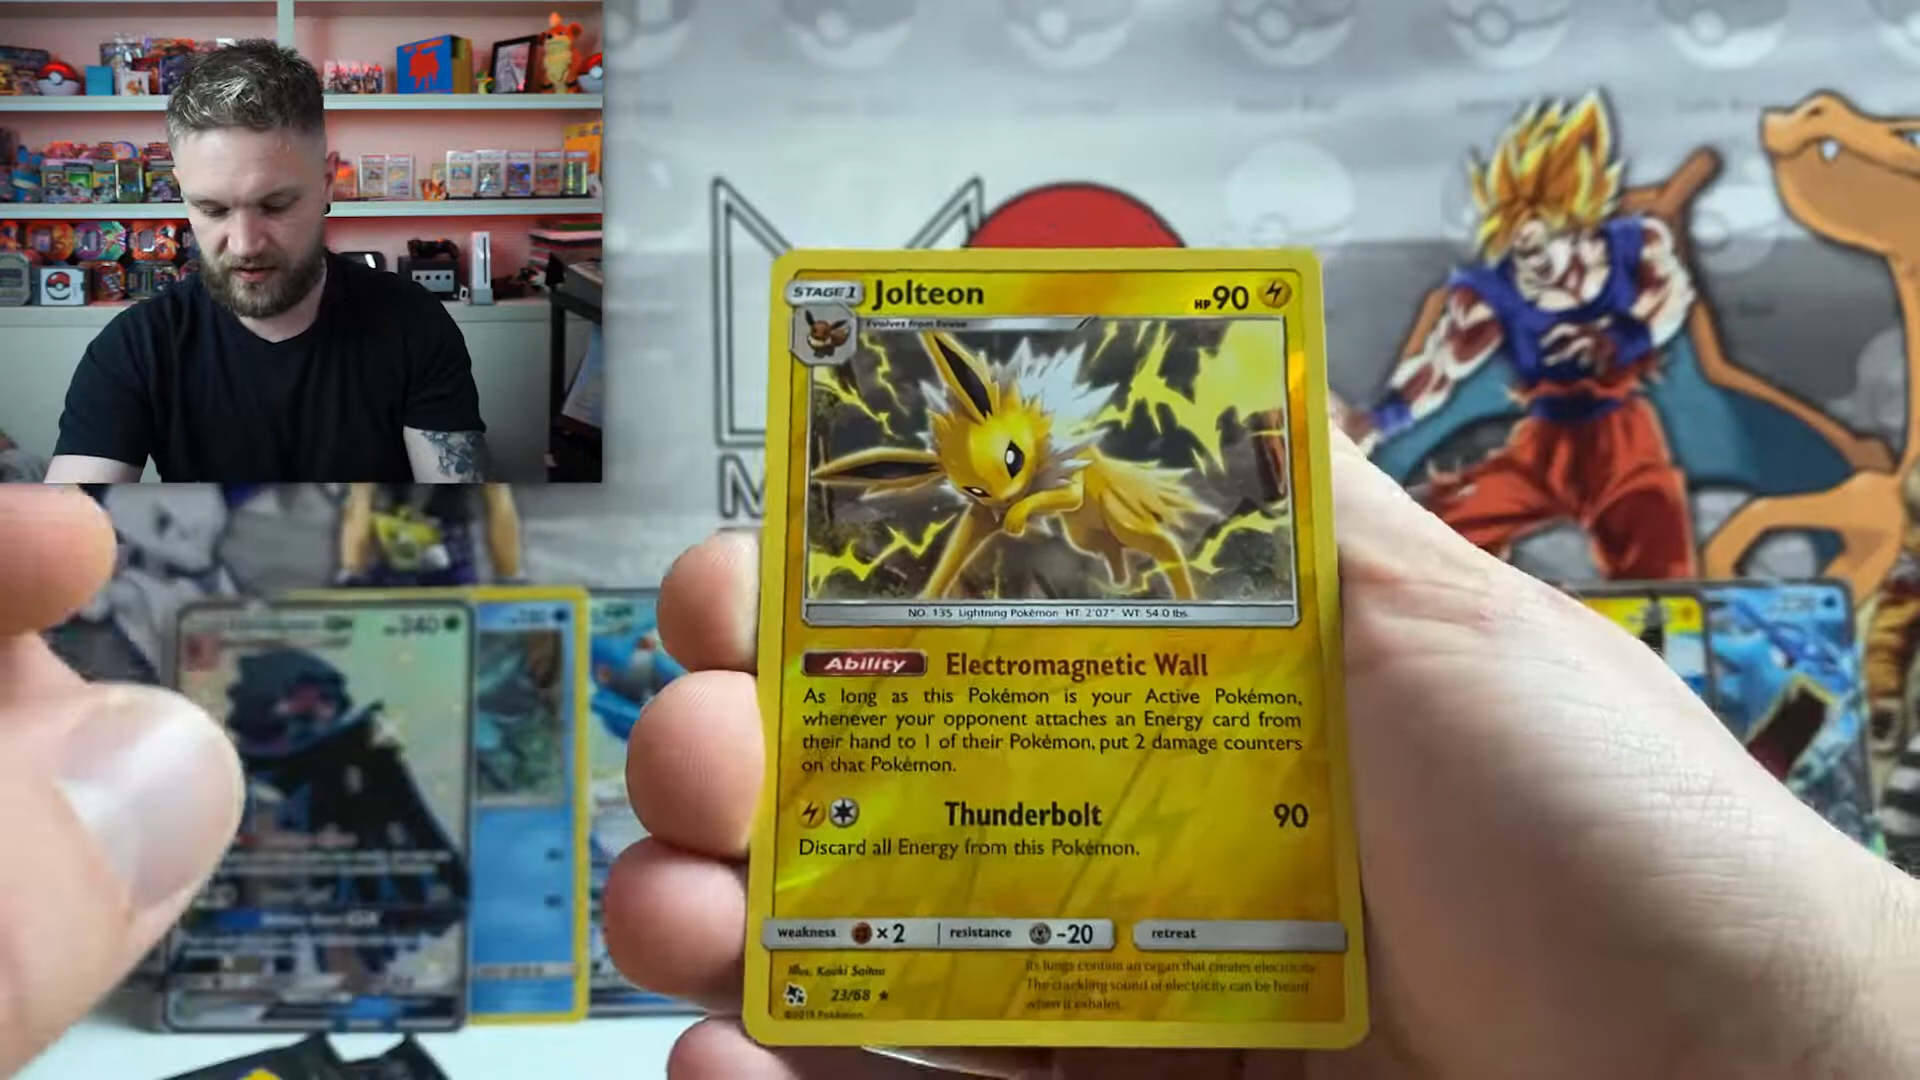 STAGE 1 Jolteon HP 90
Evolves from Eevee
NO. 135 Lightning Pokémon HT: 2'07" WT: 54.0 lbs.
Ability Electromagnetic Wall
As long as this Pokémon is your Active Pokémon,
whenever your opponent attaches an Energy card from
their hand to 1 of their Pokémon, put 2 damage counters
on that Pokémon.
Thunderbolt 90
Discard all Energy from this Pokémon.
weakness ×2 resistance -20 retreat
Illus. Kouki Saitou
Its lungs contain an organ that creates electricity.
The crackling sound of electricity can be heard
when it exhales.
23/68 ★
©2019 Pokémon